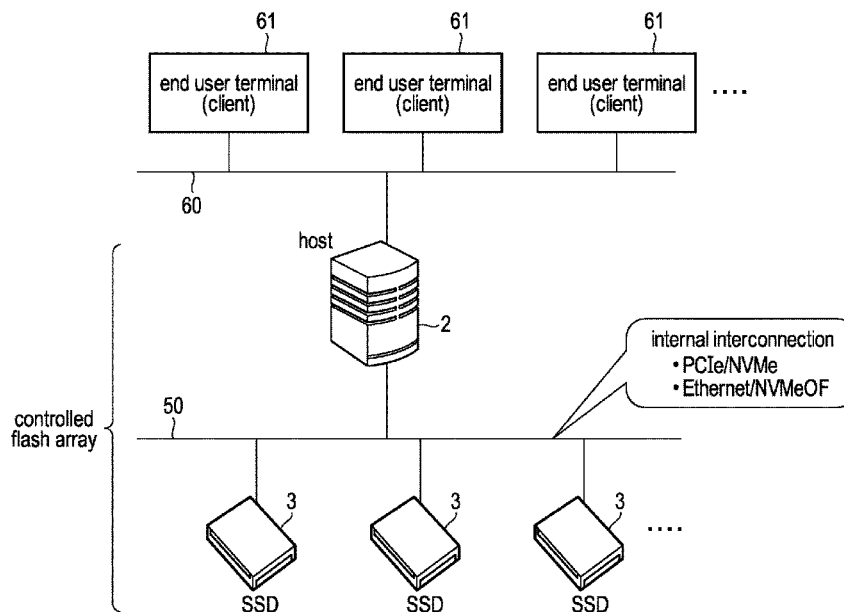 61 61 61
end user terminal (client) end user terminal (client) end user terminal (client) ....
60
host
2
internal interconnection
• PCIe/NVMe
• Ethernet/NVMeOF
controlled
flash array
50
3 3 3 ....
SSD SSD SSD